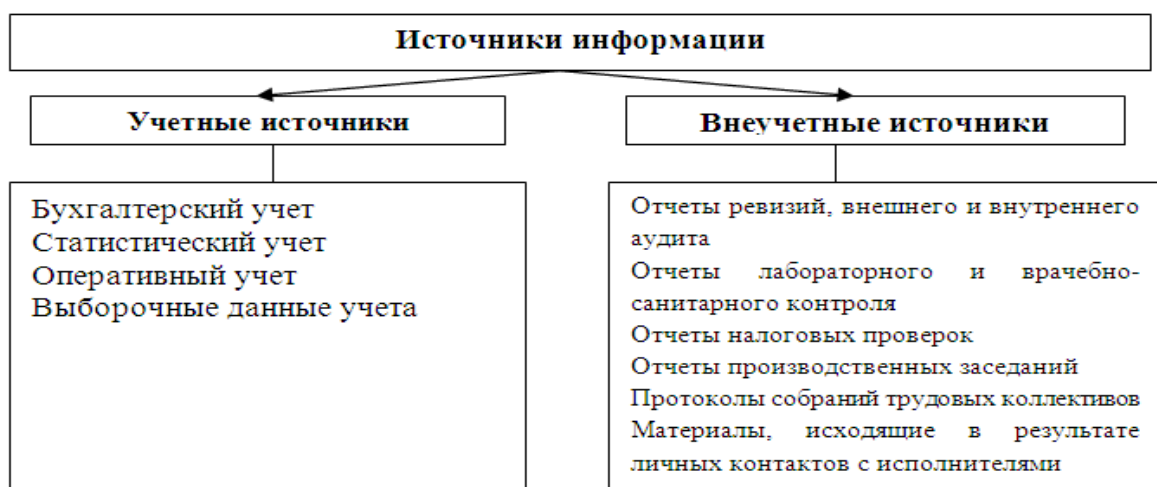 Источники информации
Учетные источники
Внеучетные источники
Бухгалтерский учет
Статистический учет
Оперативный учет
Выборочные данные учета
Отчеты ревизий, внешнего и внутреннего
аудита
Отчеты лабораторного и врачебно-
санитарного контроля
Отчеты налоговых проверок
Отчеты производственных заседаний
Протоколы собраний трудовых коллективов
Материалы, исходящие в результате
личных контактов с исполнителями